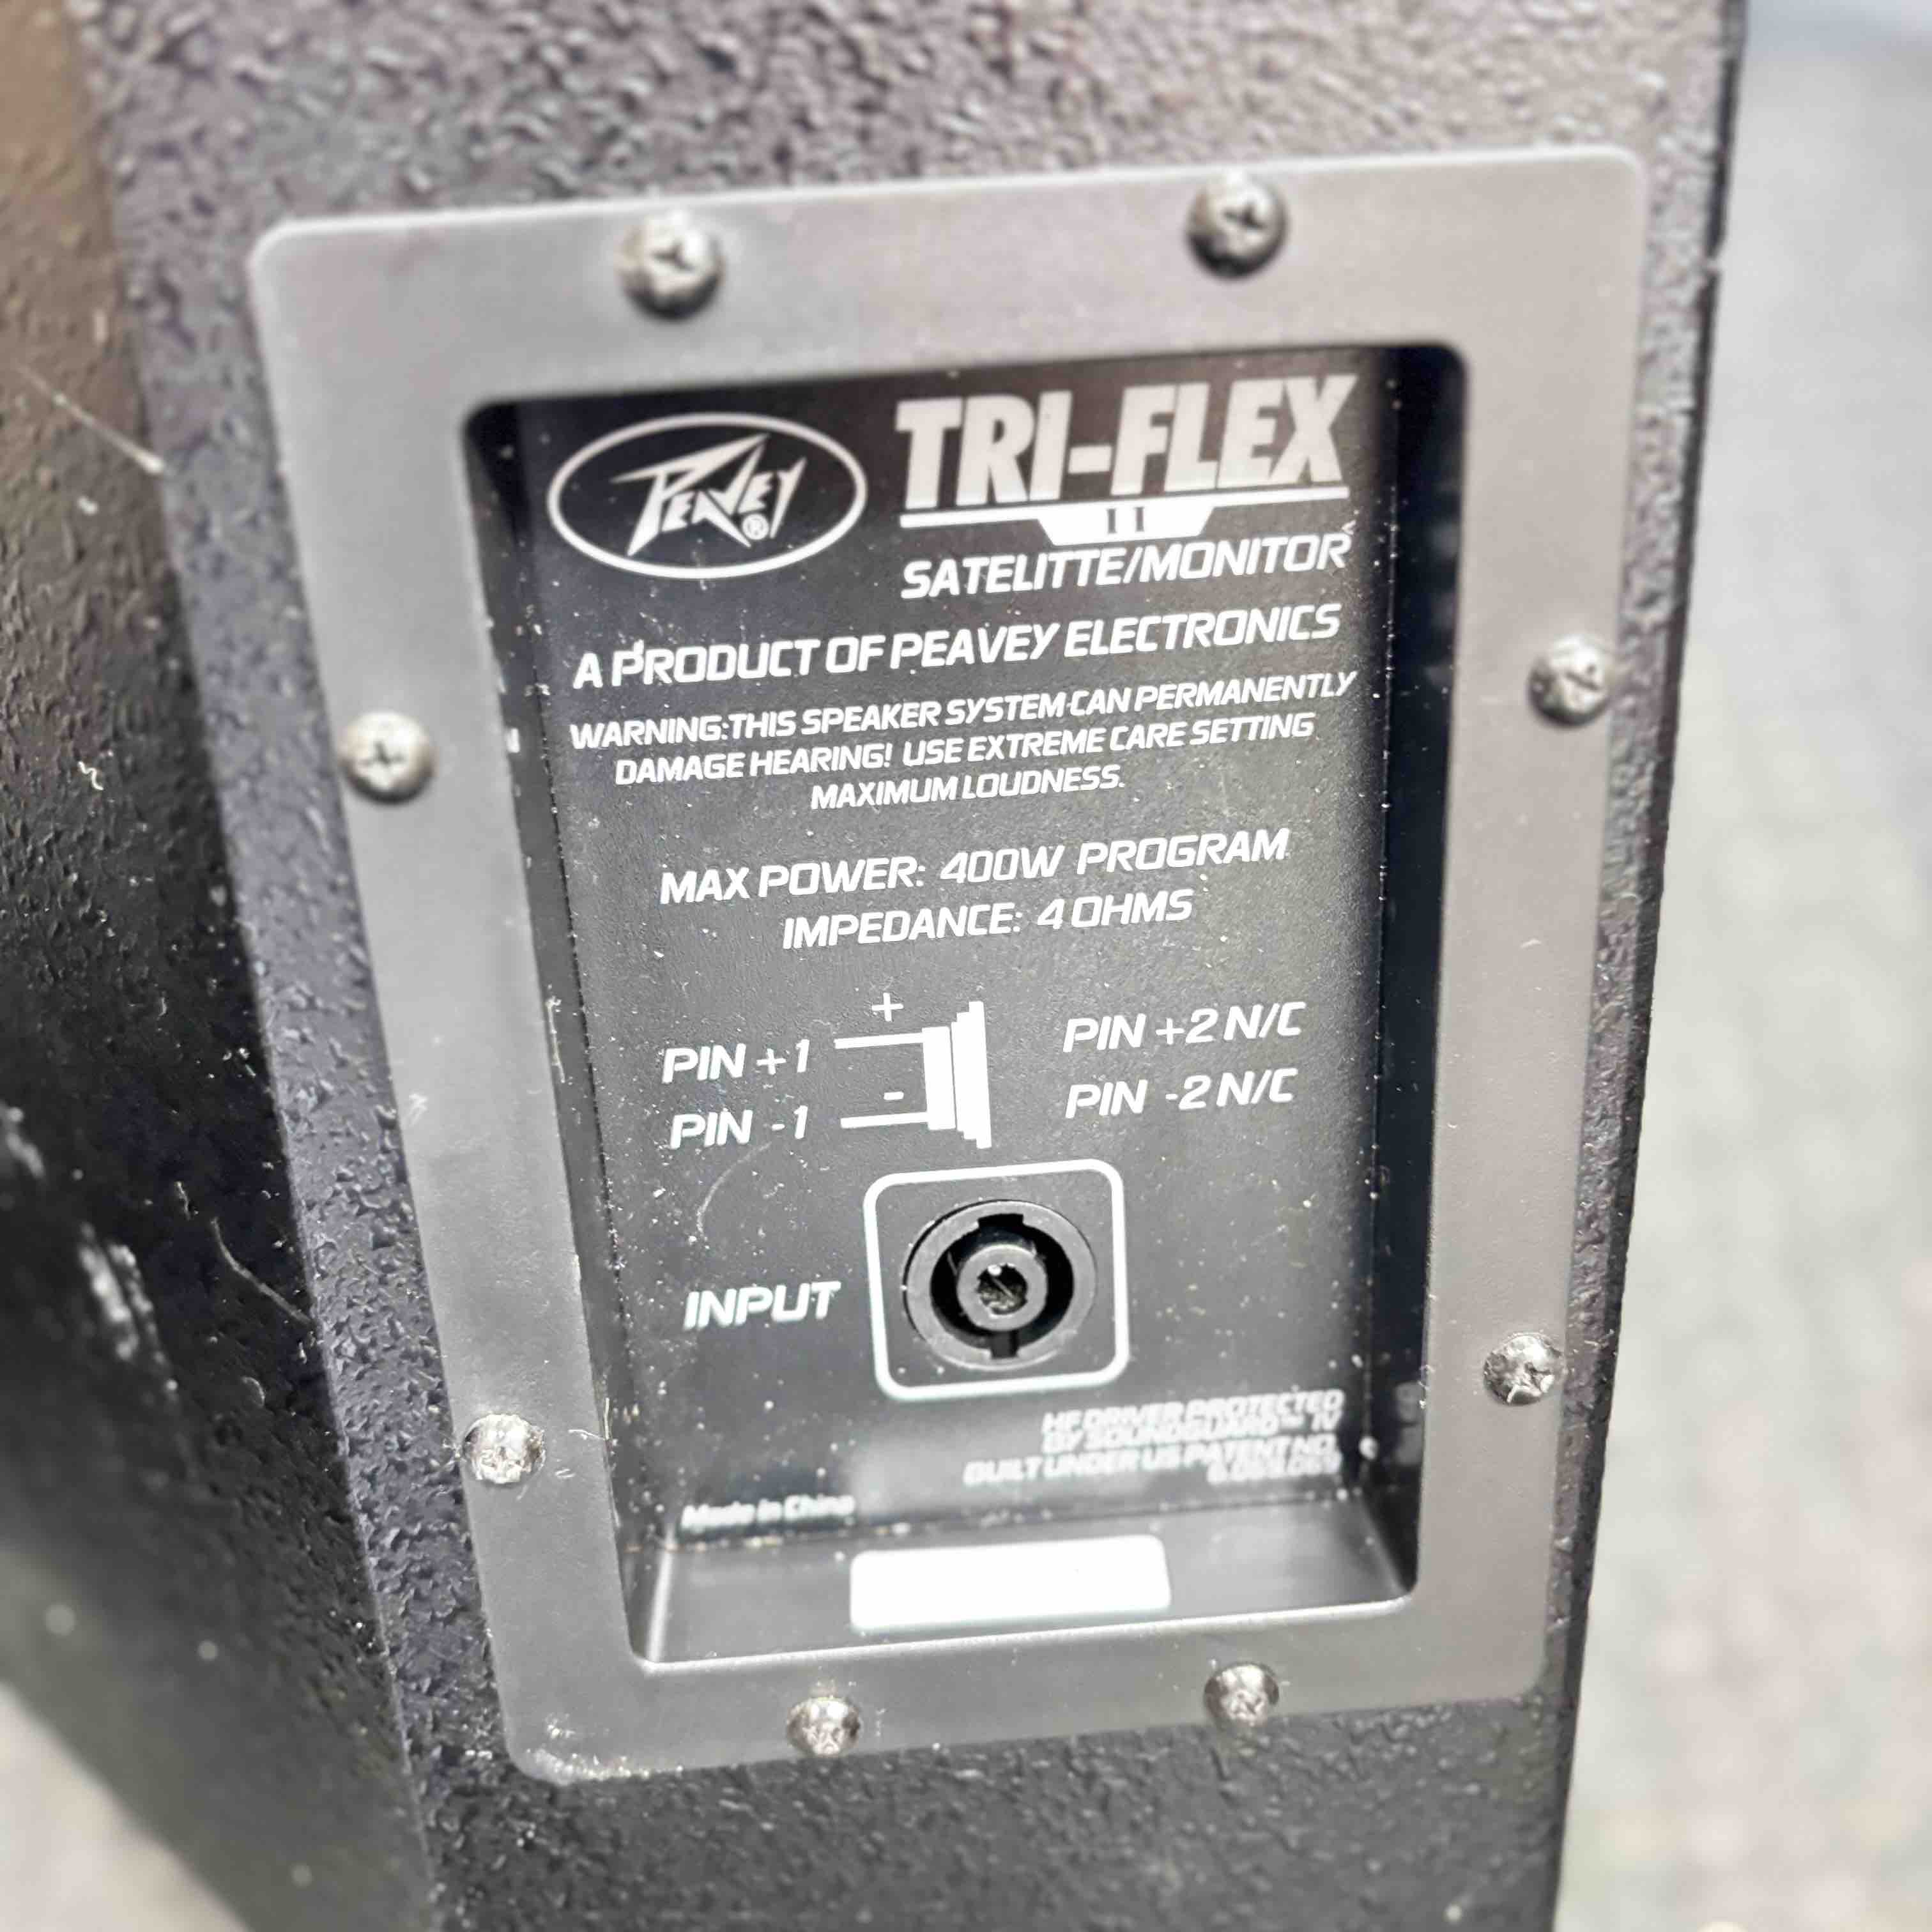 PEAVEY®
TRI-FLEX
II
SATELITTE/MONITOR
A PRODUCT OF PEAVEY ELECTRONICS
WARNING:THIS SPEAKER SYSTEM CAN PERMANENTLY
DAMAGE HEARING! USE EXTREME CARE SETTING
MAXIMUM LOUDNESS.
MAX POWER: 400W PROGRAM
IMPEDANCE: 4 OHMS
+
PIN +1
PIN +2 N/C
-
PIN -1
PIN -2 N/C
INPUT
HF DRIVER PROTECTED
BY SOUNDGUARD™ IV
BUILT UNDER US PATENT NO.
Made in China